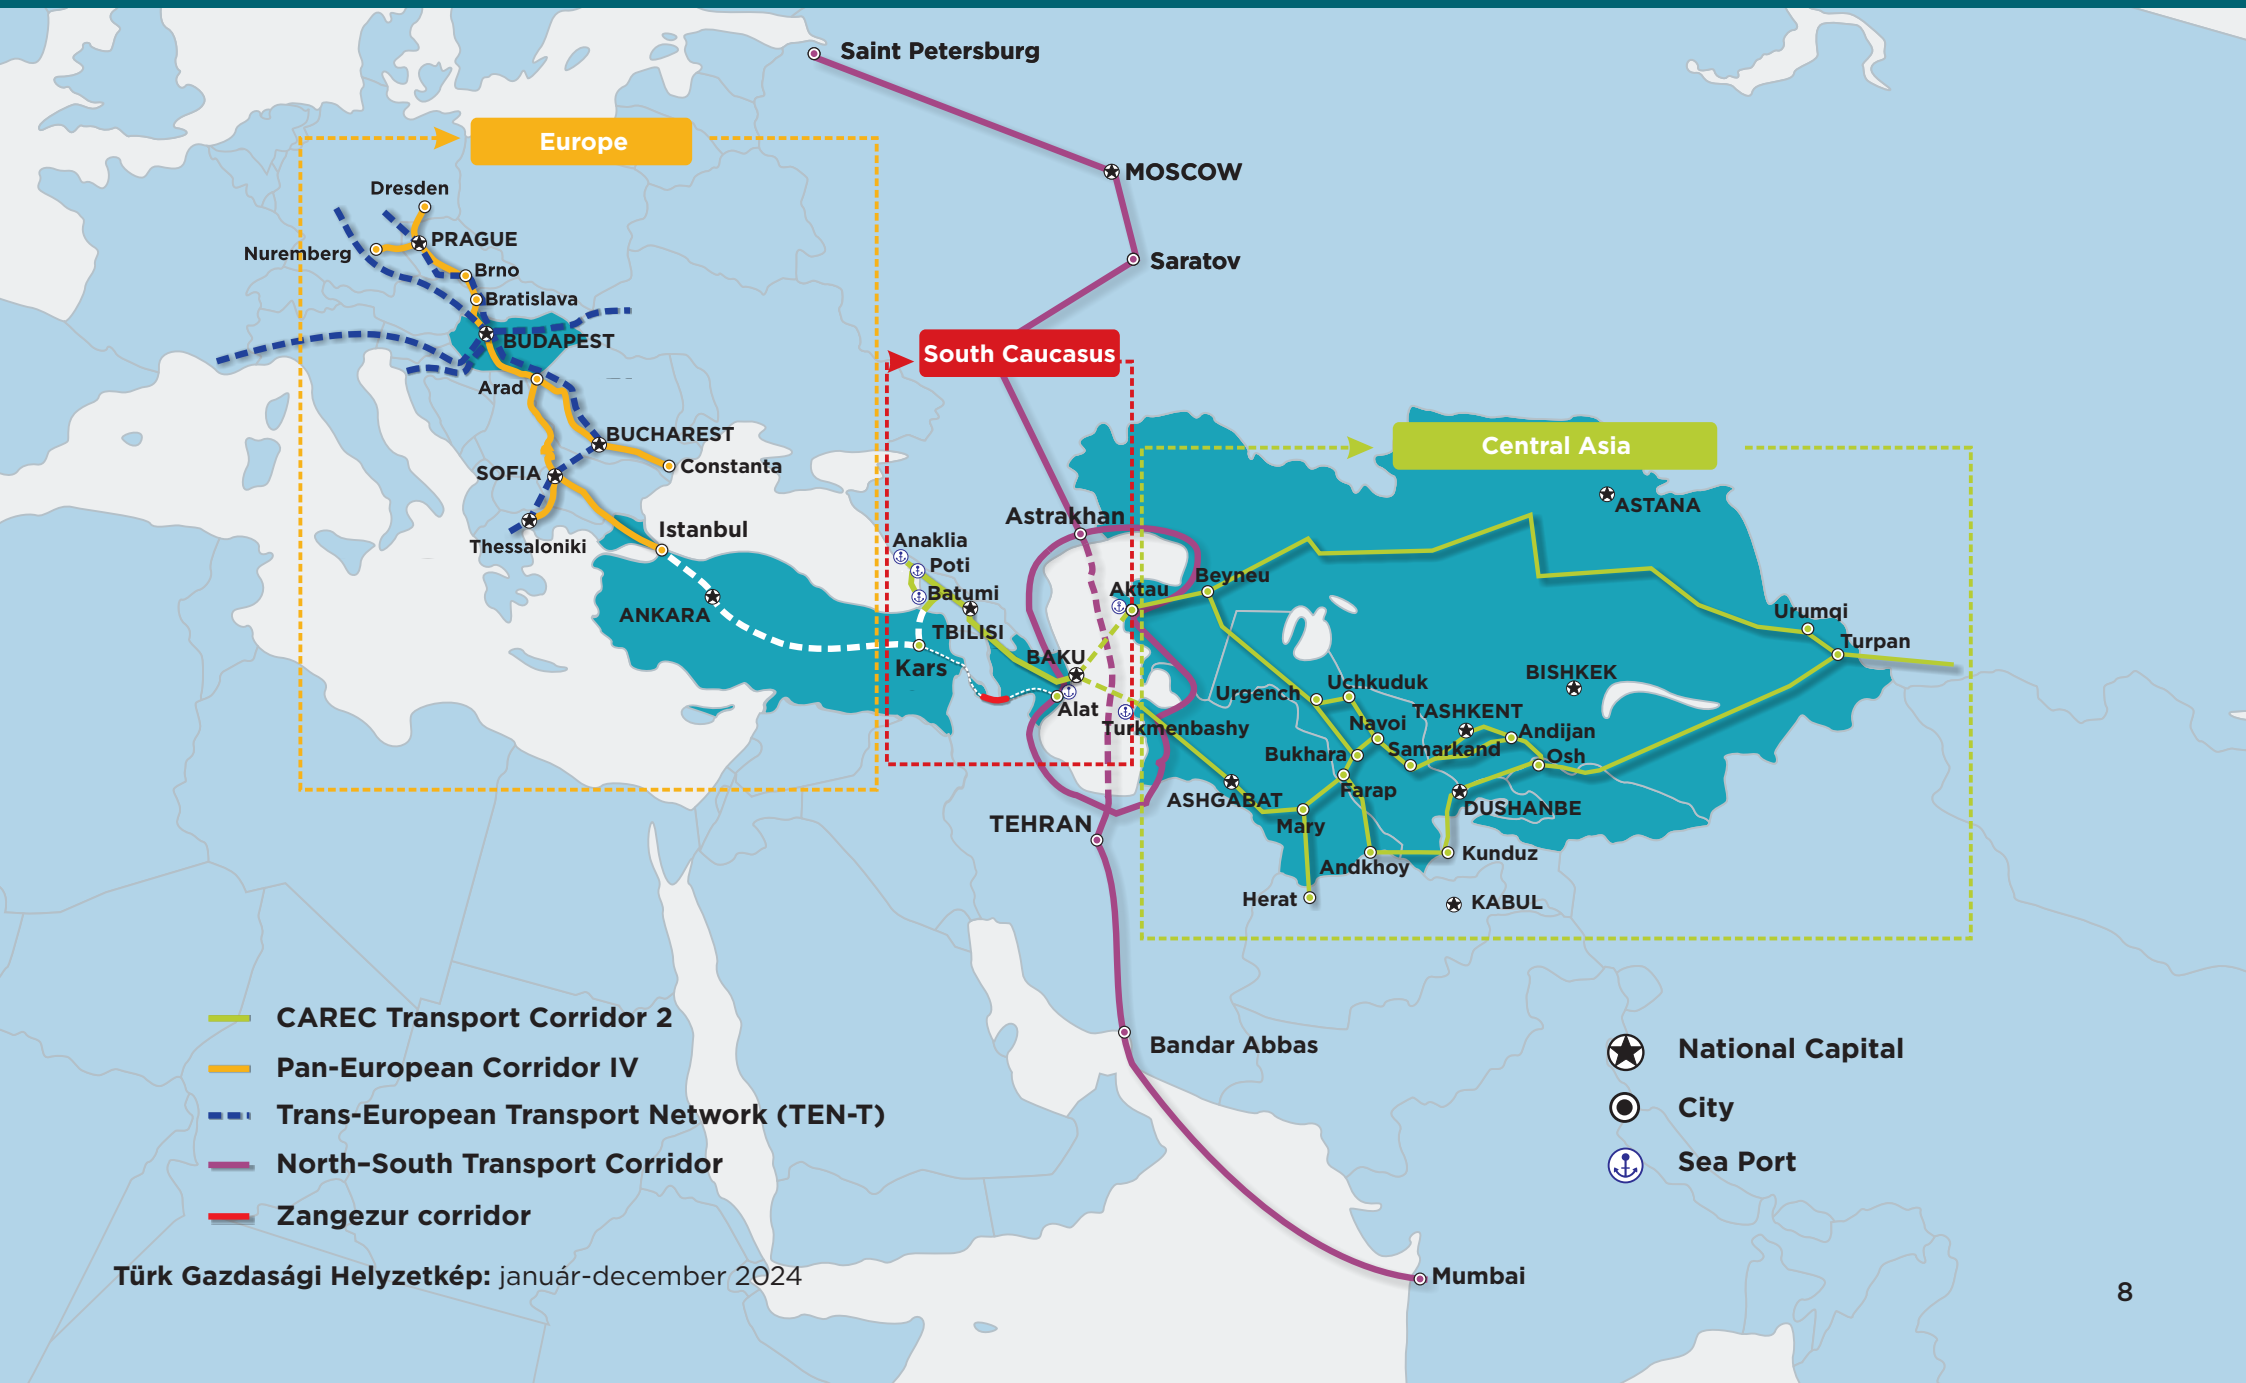 Saint Petersburg
Europe
MOSCOW
Dresden
PRAGUE
Nuremberg
Saratov
Brno
Bratislava
BUDAPEST
South Caucasus
Arad
BUCHAREST
Central Asia
Constanta
SOFIA
ASTANA
Astrakhan
Istanbul
Thessaloniki
Anaklia
Poti
Beyneu
Aktau
Batumi
ANKARA
Urumqi
TBILISI
Turpan
BAKU
Kars
BISHKEK
Uchkuduk
Urgench
Alat
TASHKENT
Navoi
Turkmenbashy
Andijan
Samarkand
Bukhara
Osh
Farap
ASHGABAT
DUSHANBE
TEHRAN
Mary
Kunduz
Andkhoy
Herat
KABUL
Bandar Abbas
CAREC Transport Corridor 2
Pan-European Corridor IV
Trans-European Transport Network (TEN-T)
North–South Transport Corridor
Zangezur corridor
National Capital
City
Sea Port
Mumbai
Türk Gazdasági Helyzetkép: január-december 2024
8